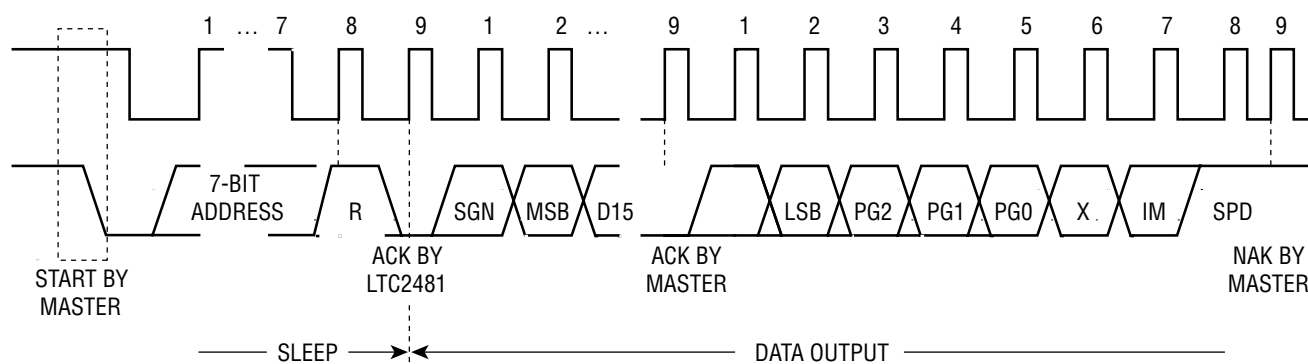 1 ... 7 8 9 1 2 ... 9 1 2 3 4 5 6 7 8 9
7-BIT
ADDRESS
R
SGN
MSB
D15
LSB
PG2
PG1
PG0
X
IM
SPD
START BY
MASTER
ACK BY
LTC2481
ACK BY
MASTER
NAK BY
MASTER
SLEEP
DATA OUTPUT